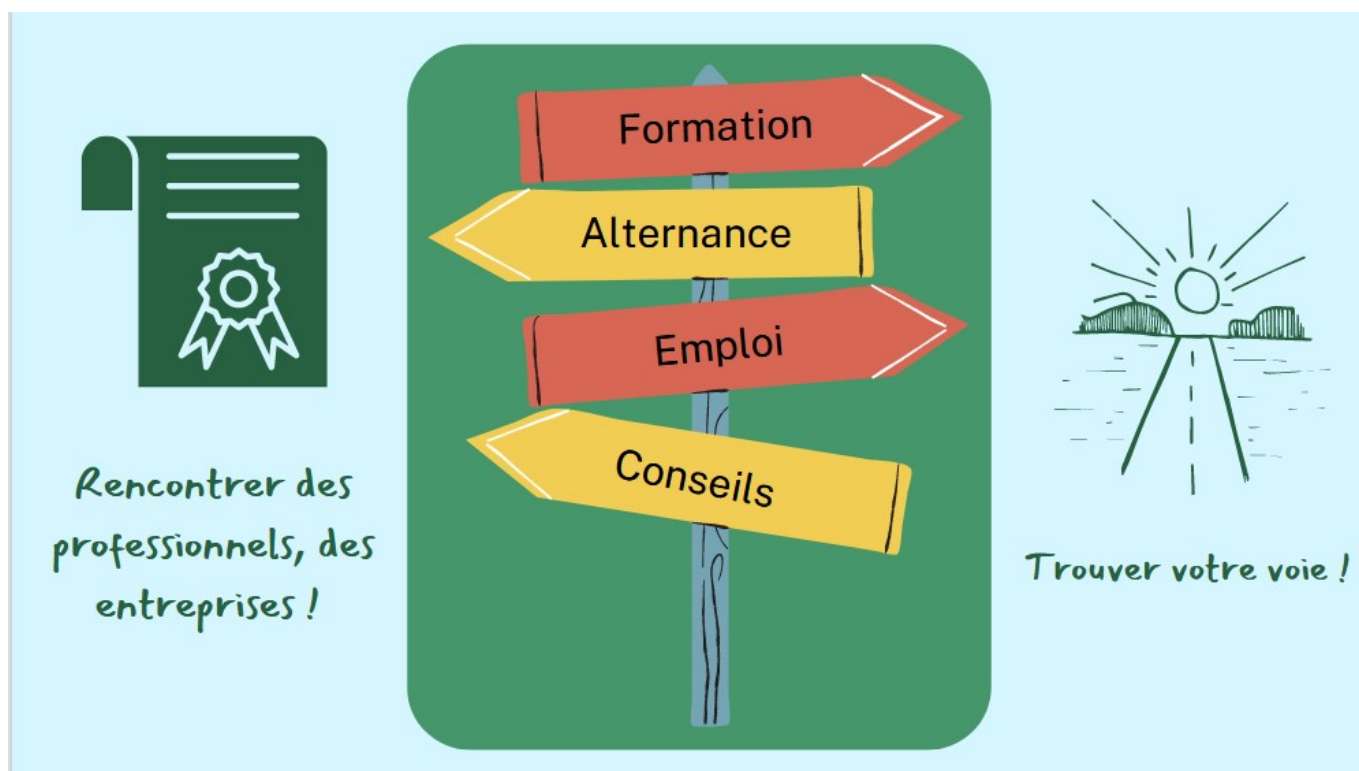 Formation
Alternance
Emploi
Conseils
Rencontrer des
professionnels, des
entreprises !
Trouver votre voie !